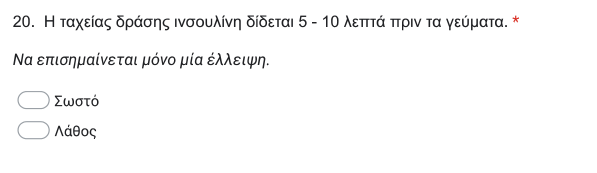 20. Η ταχείας δράσης ινσουλίνη δίδεται 5 - 10 λεπτά πριν τα γεύματα. *
Να επισημαίνεται μόνο μία έλλειψη.
Σωστό
Λάθος